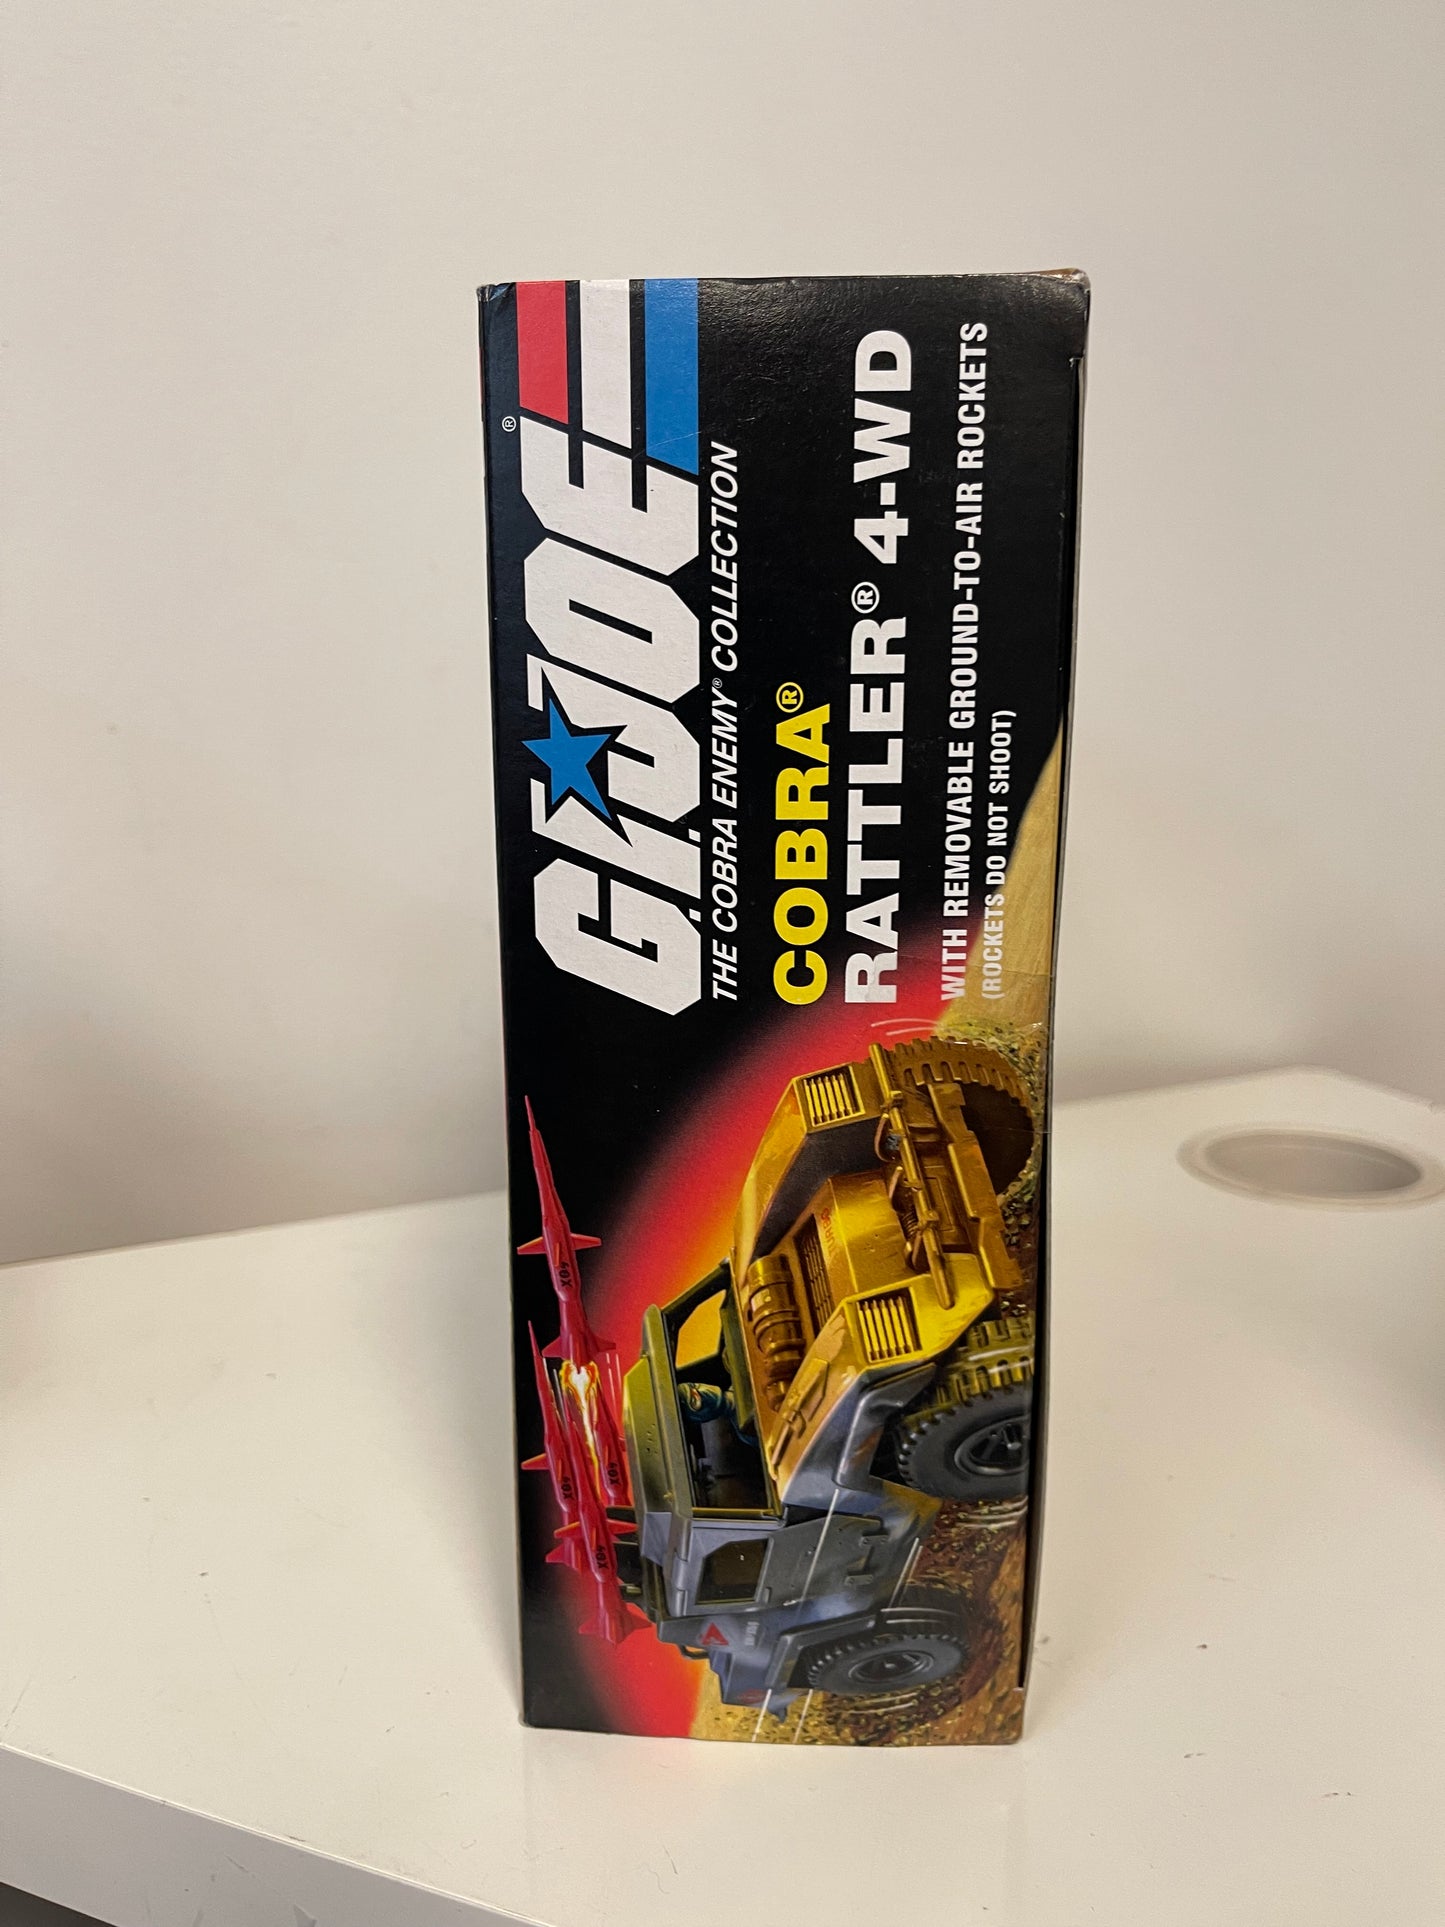 G.I. JOE®
THE COBRA ENEMY® COLLECTION
COBRA®
RATTLER® 4-WD
WITH REMOVABLE GROUND-TO-AIR ROCKETS
(ROCKETS DO NOT SHOOT)
TURBO